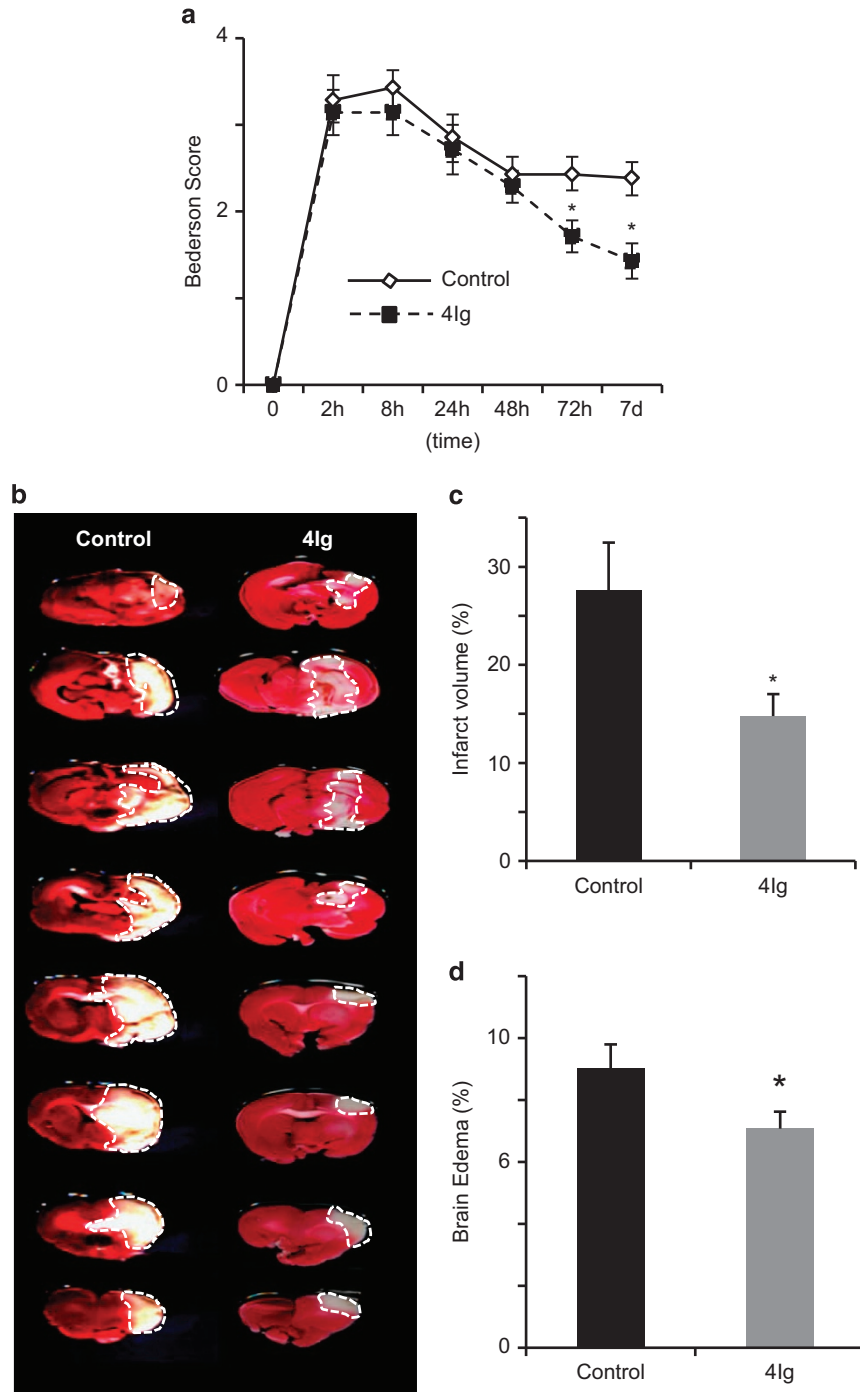 a
Bederson Score
4
2
0
*
*
Control
4Ig
0 2h 8h 24h 48h 72h 7d
(time)
b
Control 4Ig
c
Infarct volume (%)
30
20
10
0
*
Control 4Ig
d
Brain Edema (%)
10
6
0
*
Control 4Ig